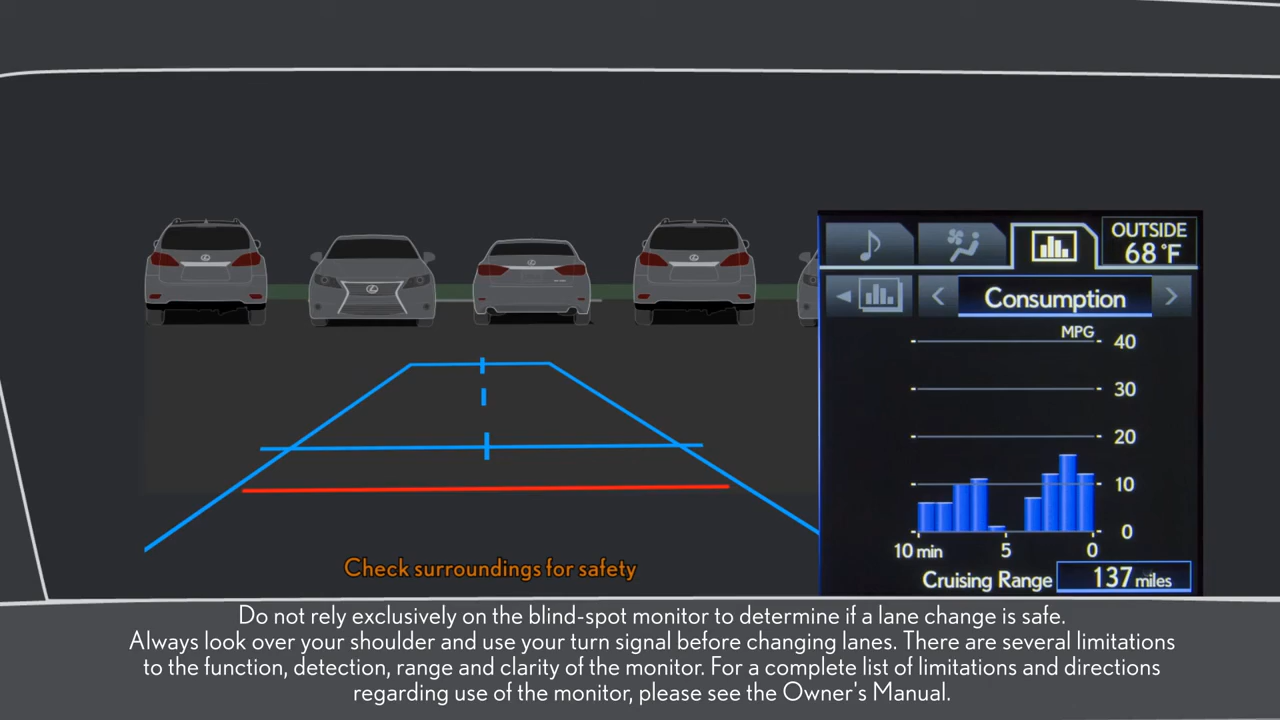 OUTSIDE
68°F
Consumption
MPG
40
30
20
10
0
10 min 5 0
Cruising Range 137 miles
Check surroundings for safety
Do not rely exclusively on the blind-spot monitor to determine if a lane change is safe.
Always look over your shoulder and use your turn signal before changing lanes. There are several limitations
to the function, detection, range and clarity of the monitor. For a complete list of limitations and directions
regarding use of the monitor, please see the Owner's Manual.